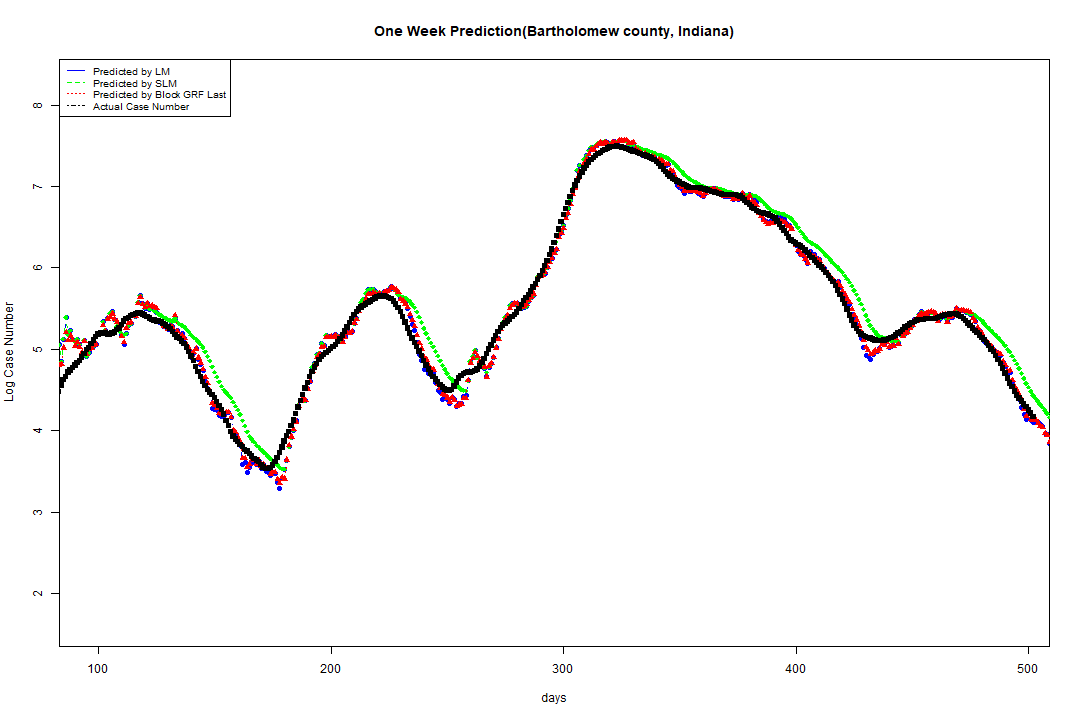 One Week Prediction(Bartholomew county, Indiana)
Predicted by LM
Predicted by SLM
Predicted by Block GRF Last
Actual Case Number
8
7
6
5
4
3
2
Log Case Number
100 200 300 400 500
days